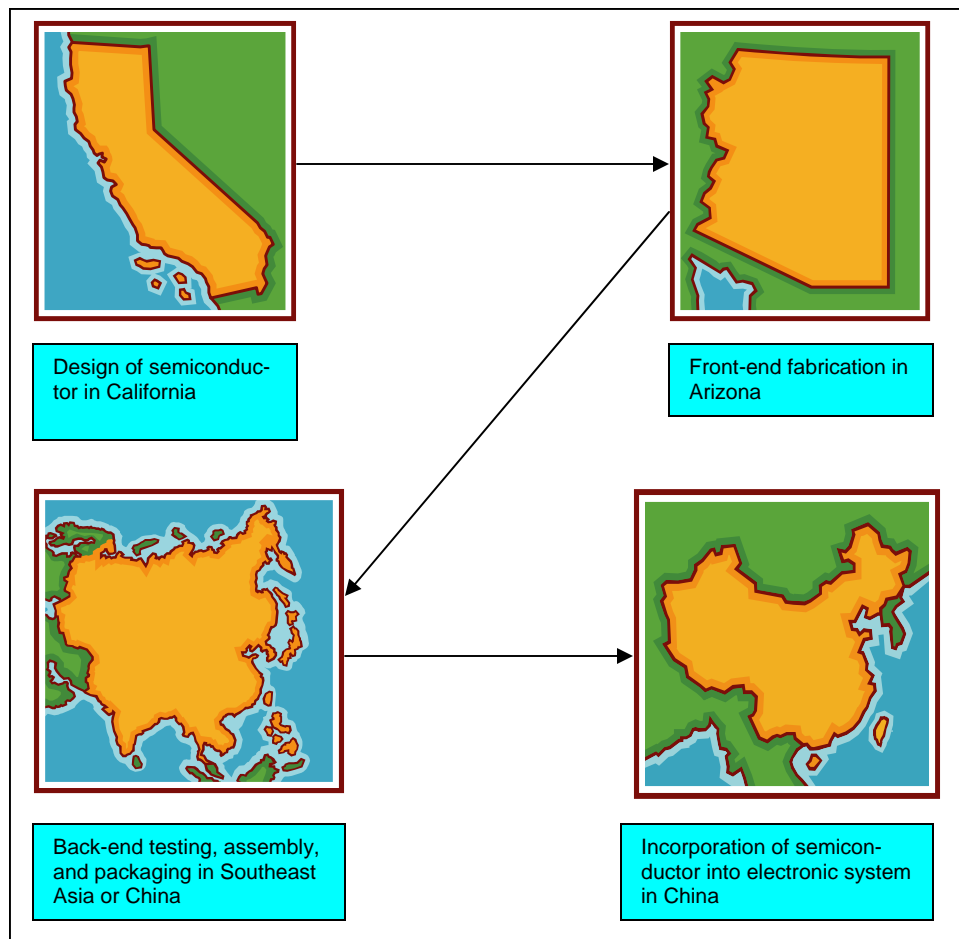 Design of semiconduc-
tor in California
Front-end fabrication in
Arizona
Back-end testing, assembly,
and packaging in Southeast
Asia or China
Incorporation of semicon-
ductor into electronic system
in China